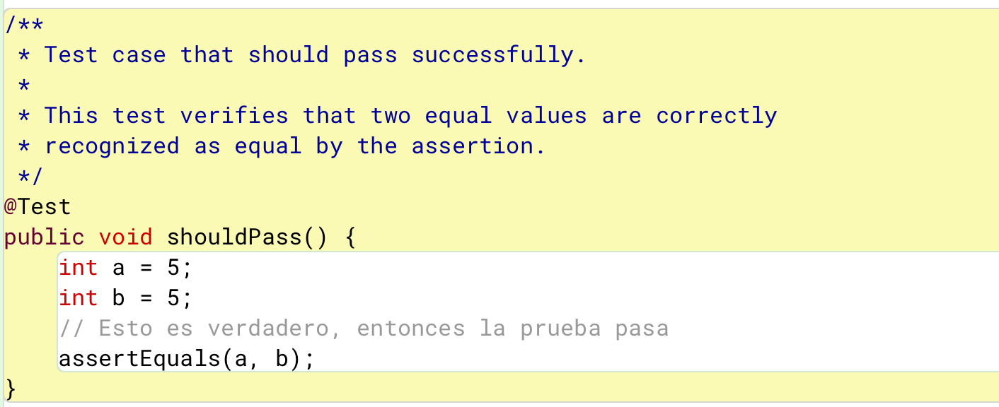 /**
 * Test case that should pass successfully.
 *
 * This test verifies that two equal values are correctly
 * recognized as equal by the assertion.
 */
@Test
public void shouldPass() {
    int a = 5;
    int b = 5;
    // Esto es verdadero, entonces la prueba pasa
    assertEquals(a, b);
}